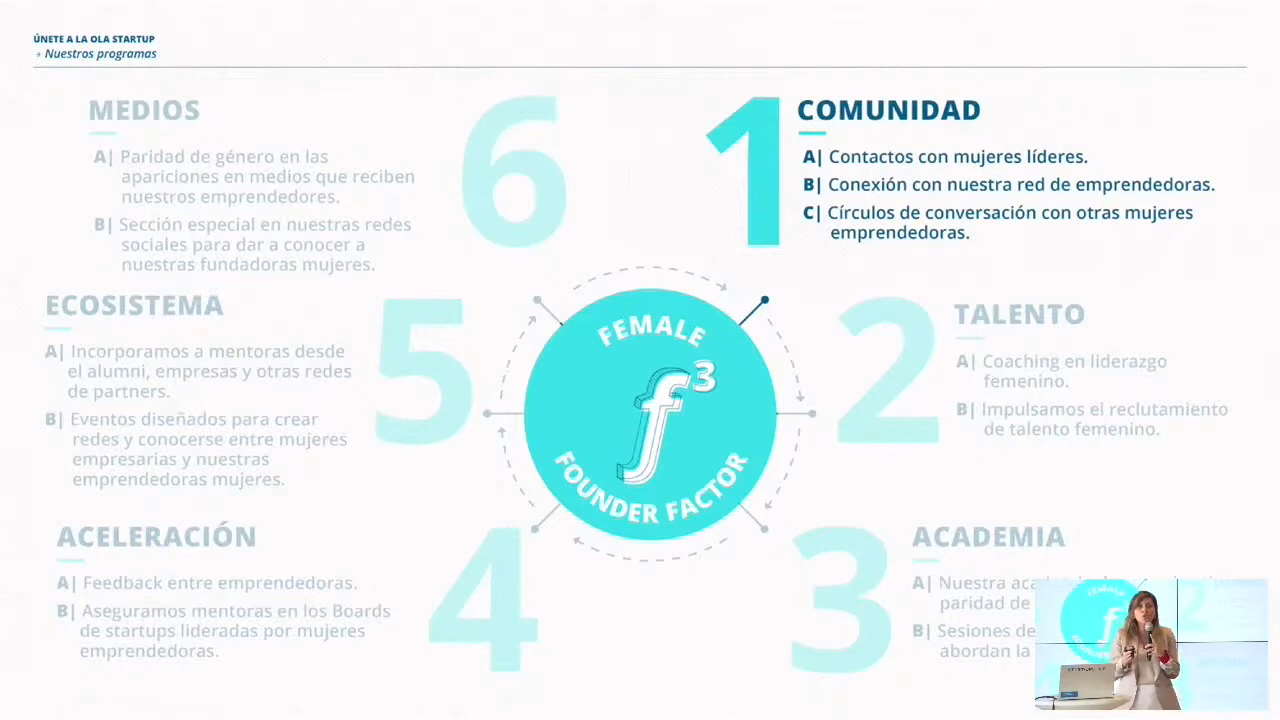 ÚNETE A LA OLA STARTUP
+ Nuestros programas
1
COMUNIDAD
A| Contactos con mujeres líderes.
B| Conexión con nuestra red de emprendedoras.
C| Círculos de conversación con otras mujeres
emprendedoras.
2
TALENTO
A| Coaching en liderazgo
femenino.
B| Impulsamos el reclutamiento
de talento femenino.
3
ACADEMIA
A| Nuestra
paridad de
B| Sesiones de
abordan la
4
ACELERACIÓN
A| Feedback entre emprendedoras.
B| Aseguramos mentoras en los Boards
de startups lideradas por mujeres
emprendedoras.
5
ECOSISTEMA
A| Incorporamos a mentoras desde
el alumni, empresas y otras redes
de partners.
B| Eventos diseñados para crear
redes y conocerse entre mujeres
empresarias y nuestras
emprendedoras mujeres.
6
MEDIOS
A| Paridad de género en las
apariciones en medios que reciben
nuestros emprendedores.
B| Sección especial en nuestras redes
sociales para dar a conocer a
nuestras fundadoras mujeres.
FEMALE
f3
FOUNDER FACTOR
FEMALE
f